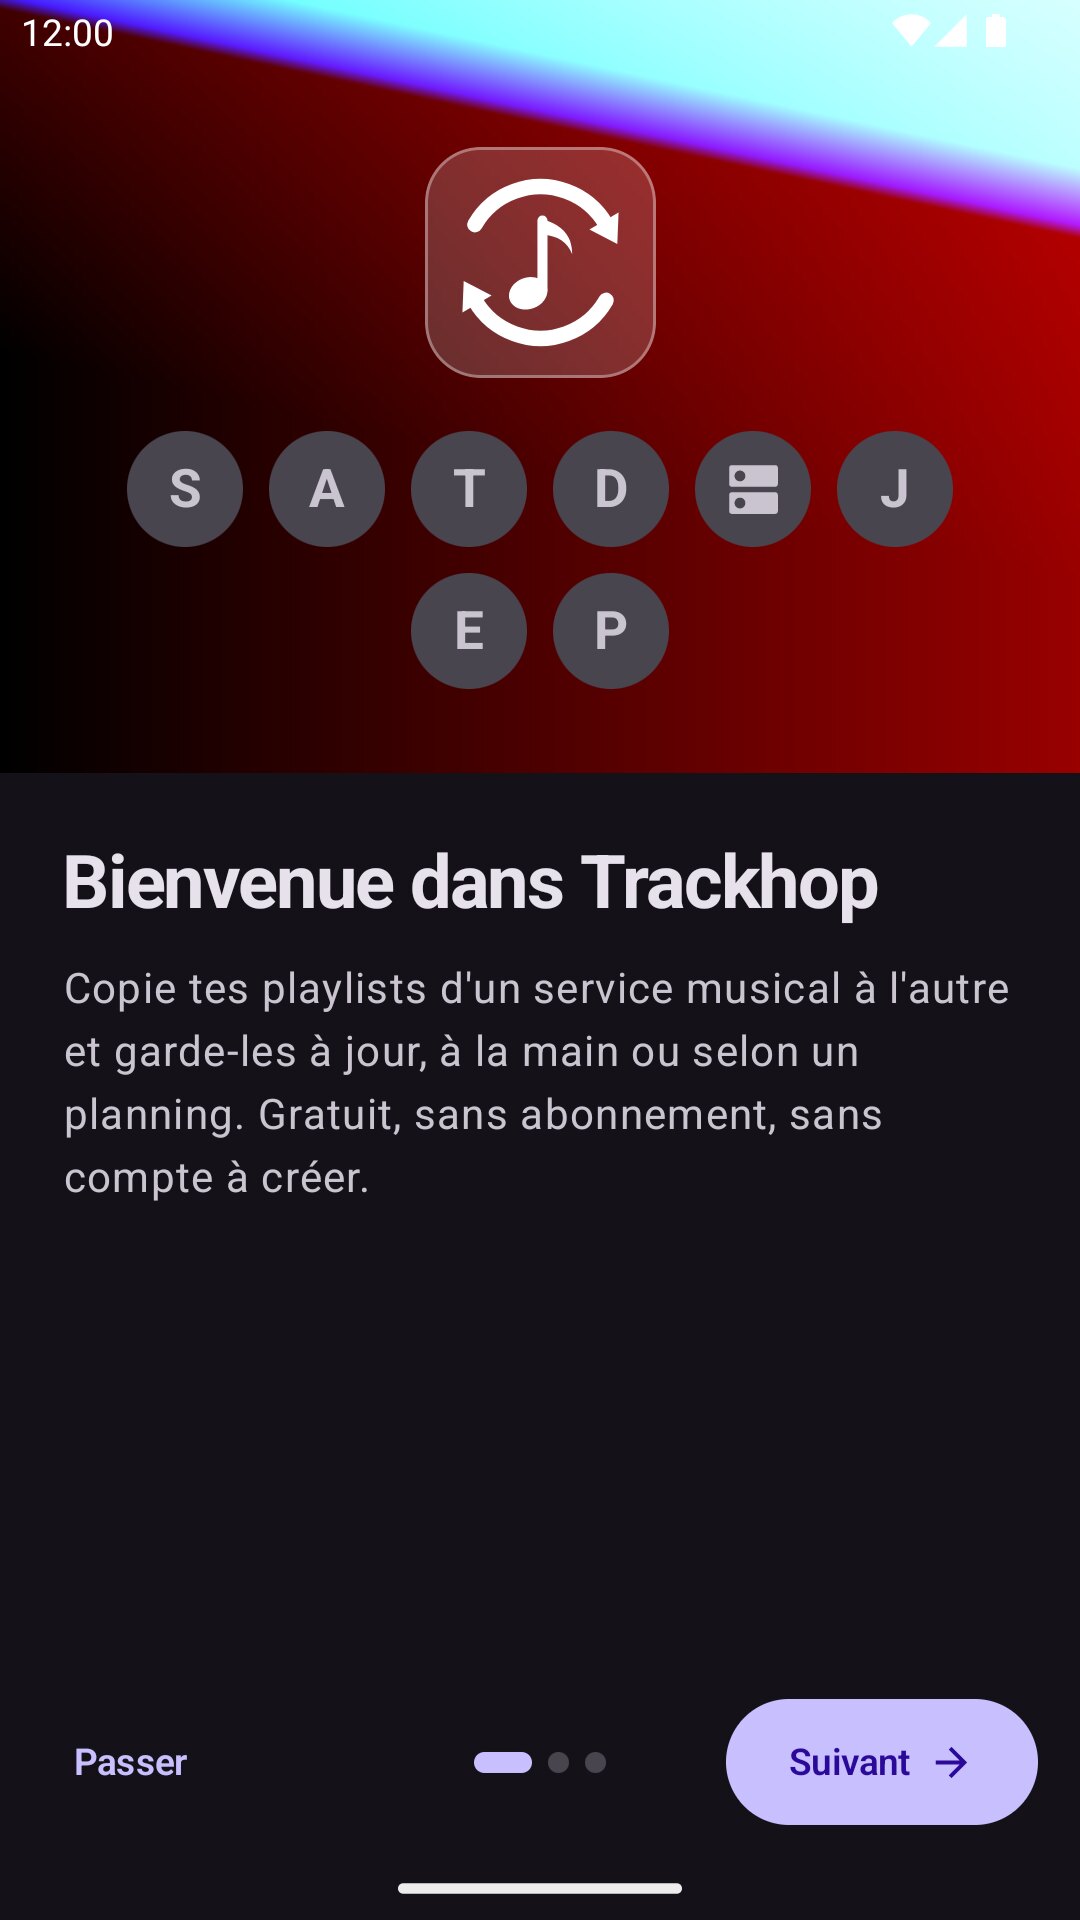 12:00
S A T D J
E P
Bienvenue dans Trackhop
Copie tes playlists d'un service musical à l'autre
et garde-les à jour, à la main ou selon un
planning. Gratuit, sans abonnement, sans
compte à créer.
Passer
Suivant